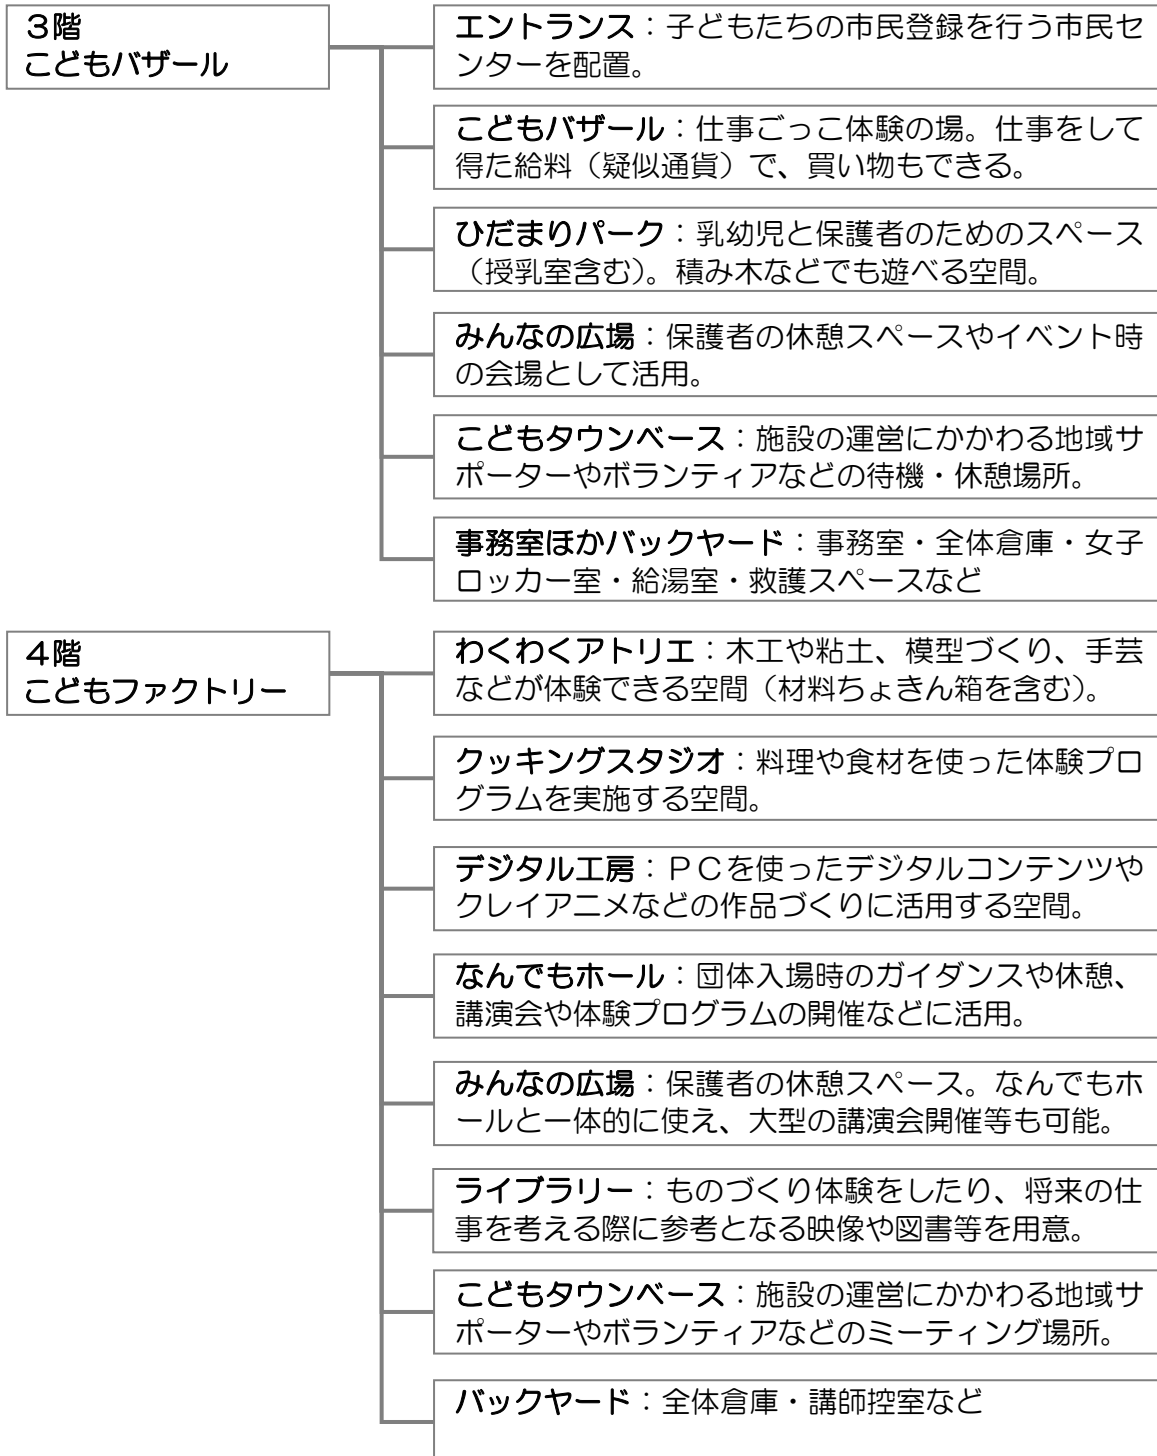 ３階
こどもバザール
エントランス：子どもたちの市民登録を行う市民セ
ンターを配置。
こどもバザール：仕事ごっこ体験の場。仕事をして
得た給料（疑似通貨）で、買い物もできる。
ひだまりパーク：乳幼児と保護者のためのスペース
（授乳室含む）。積み木などでも遊べる空間。
みんなの広場：保護者の休憩スペースやイベント時
の会場として活用。
こどもタウンベース：施設の運営にかかわる地域サ
ポーターやボランティアなどの待機・休憩場所。
事務室ほかバックヤード：事務室・全体倉庫・女子
ロッカー室・給湯室・救護スペースなど
４階
こどもファクトリー
わくわくアトリエ：木工や粘土、模型づくり、手芸
などが体験できる空間（材料ちょきん箱を含む）。
クッキングスタジオ：料理や食材を使った体験プロ
グラムを実施する空間。
デジタル工房：ＰＣを使ったデジタルコンテンツや
クレイアニメなどの作品づくりに活用する空間。
なんでもホール：団体入場時のガイダンスや休憩、
講演会や体験プログラムの開催などに活用。
みんなの広場：保護者の休憩スペース。なんでもホ
ールと一体的に使え、大型の講演会開催等も可能。
ライブラリー：ものづくり体験をしたり、将来の仕
事を考える際に参考となる映像や図書等を用意。
こどもタウンベース：施設の運営にかかわる地域サ
ポーターやボランティアなどのミーティング場所。
バックヤード：全体倉庫・講師控室など